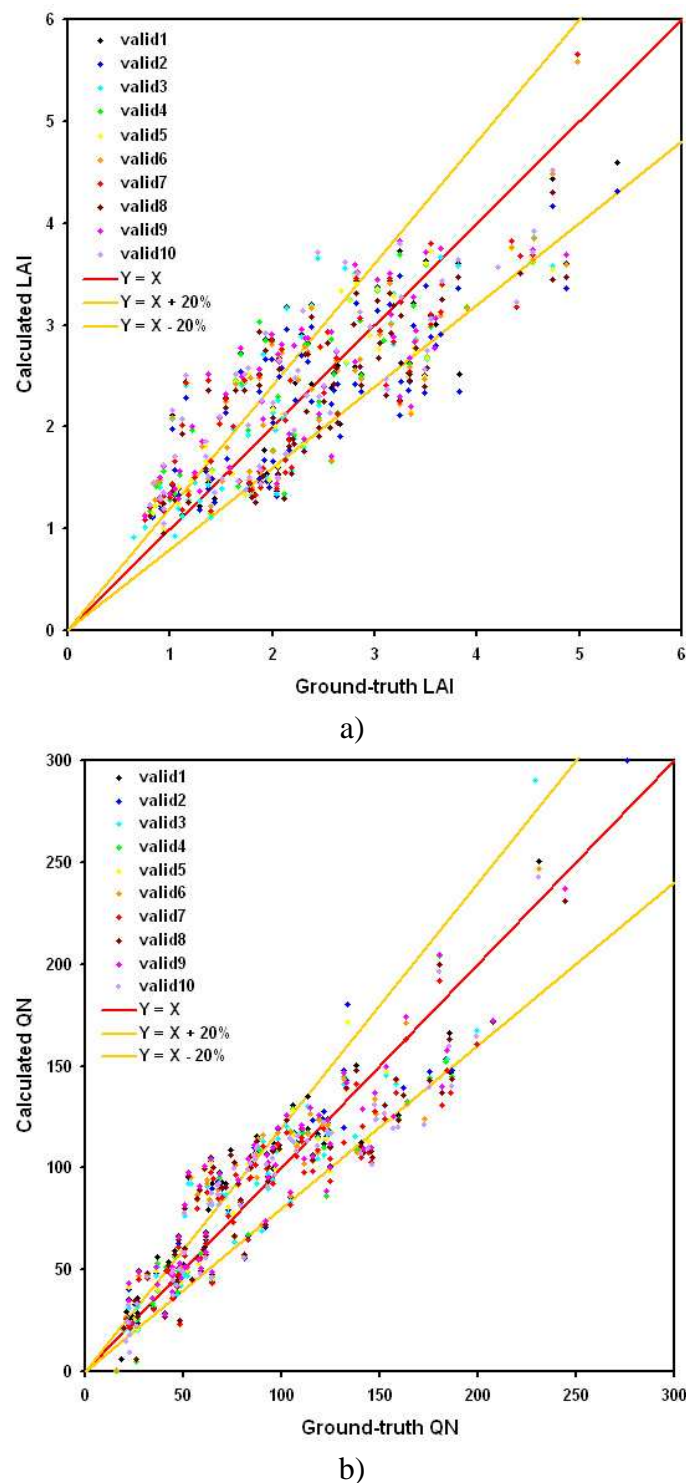 6
valid1
valid2
valid3
5
valid4
valid5
valid6
valid7
4
valid8
valid9
valid10
Y = X
Y = X + 20%
3
Y = X - 20%
2
1
0
Calculated LAI
0 1 2 3 4 5 6
Ground-truth LAI
a)
300
valid1
valid2
valid3
250
valid4
valid5
valid6
valid7
200
valid8
valid9
valid10
Y = X
Y = X + 20%
150
Y = X - 20%
100
50
0
Calculated QN
0 50 100 150 200 250 300
Ground-truth QN
b)